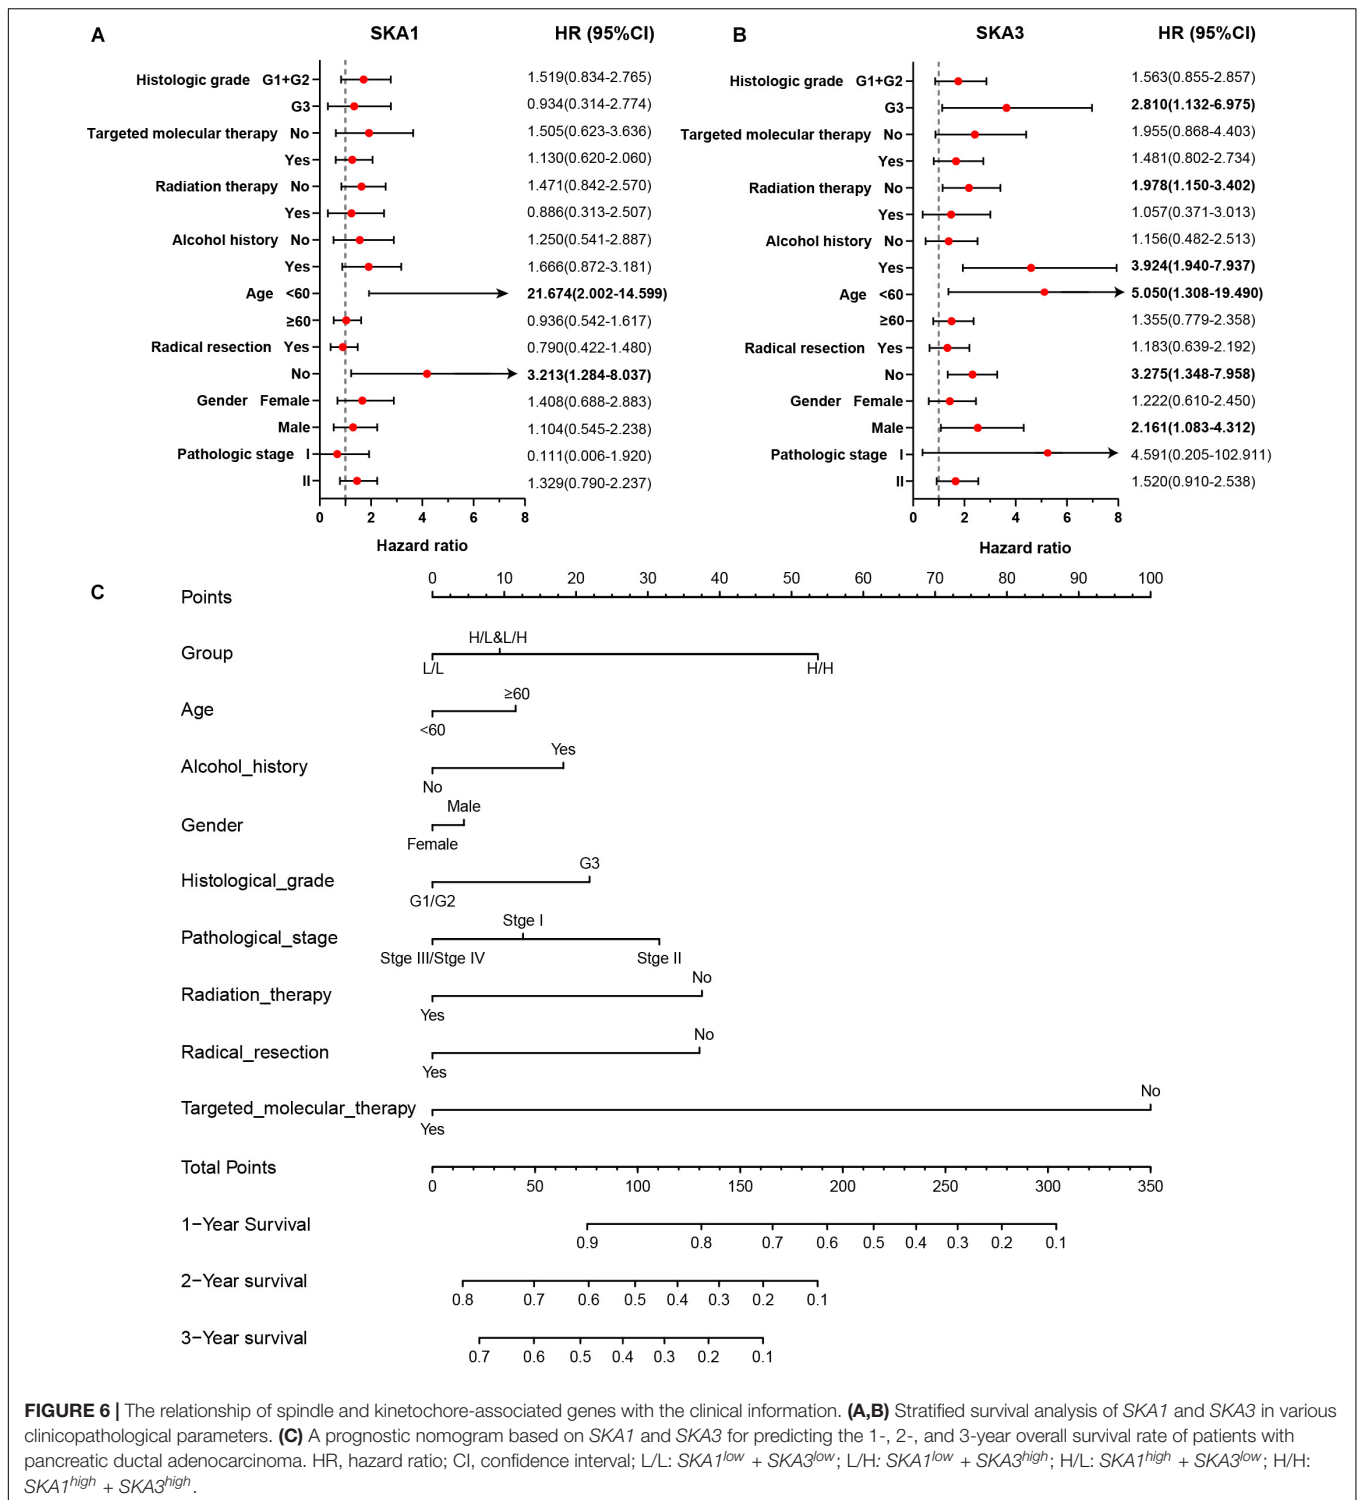 A SKA1 HR (95%CI)
Histologic grade G1+G2 1.519(0.834-2.765)
G3 0.934(0.314-2.774)
Targeted molecular therapy No 1.505(0.623-3.636)
Yes 1.130(0.620-2.060)
Radiation therapy No 1.471(0.842-2.570)
Yes 0.886(0.313-2.507)
Alcohol history No 1.250(0.541-2.887)
Yes 1.666(0.872-3.181)
Age <60 21.674(2.002-14.599)
≥60 0.936(0.542-1.617)
Radical resection Yes 0.790(0.422-1.480)
No 3.213(1.284-8.037)
Gender Female 1.408(0.688-2.883)
Male 1.104(0.545-2.238)
Pathologic stage I 0.111(0.006-1.920)
II 1.329(0.790-2.237)
0 2 4 6 8
Hazard ratio
B SKA3 HR (95%CI)
Histologic grade G1+G2 1.563(0.855-2.857)
G3 2.810(1.132-6.975)
Targeted molecular therapy No 1.955(0.868-4.403)
Yes 1.481(0.802-2.734)
Radiation therapy No 1.978(1.150-3.402)
Yes 1.057(0.371-3.013)
Alcohol history No 1.156(0.482-2.513)
Yes 3.924(1.940-7.937)
Age <60 5.050(1.308-19.490)
≥60 1.355(0.779-2.358)
Radical resection Yes 1.183(0.639-2.192)
No 3.275(1.348-7.958)
Gender Female 1.222(0.610-2.450)
Male 2.161(1.083-4.312)
Pathologic stage I 4.591(0.205-102.911)
II 1.520(0.910-2.538)
0 2 4 6 8
Hazard ratio
C
0 10 20 30 40 50 60 70 80 90 100
Points
H/L&L/H
Group
L/L H/H
≥60
Age
<60
Yes
Alcohol_history
No
Male
Gender
Female
G3
Histological_grade
G1/G2
Stge I
Pathological_stage
Stge III/Stge IV Stge II
No
Radiation_therapy
Yes
No
Radical_resection
Yes
No
Targeted_molecular_therapy
Yes
Total Points
0 50 100 150 200 250 300 350
1−Year Survival
0.9 0.8 0.7 0.6 0.5 0.4 0.3 0.2 0.1
2−Year survival
0.8 0.7 0.6 0.5 0.4 0.3 0.2 0.1
3−Year survival
0.7 0.6 0.5 0.4 0.3 0.2 0.1
FIGURE 6 | The relationship of spindle and kinetochore-associated genes with the clinical information. (A,B) Stratified survival analysis of SKA1 and SKA3 in various
clinicopathological parameters. (C) A prognostic nomogram based on SKA1 and SKA3 for predicting the 1-, 2-, and 3-year overall survival rate of patients with
pancreatic ductal adenocarcinoma. HR, hazard ratio; CI, confidence interval; L/L: SKA1low + SKA3low; L/H: SKA1low + SKA3high; H/L: SKA1high + SKA3low; H/H:
SKA1high + SKA3high.